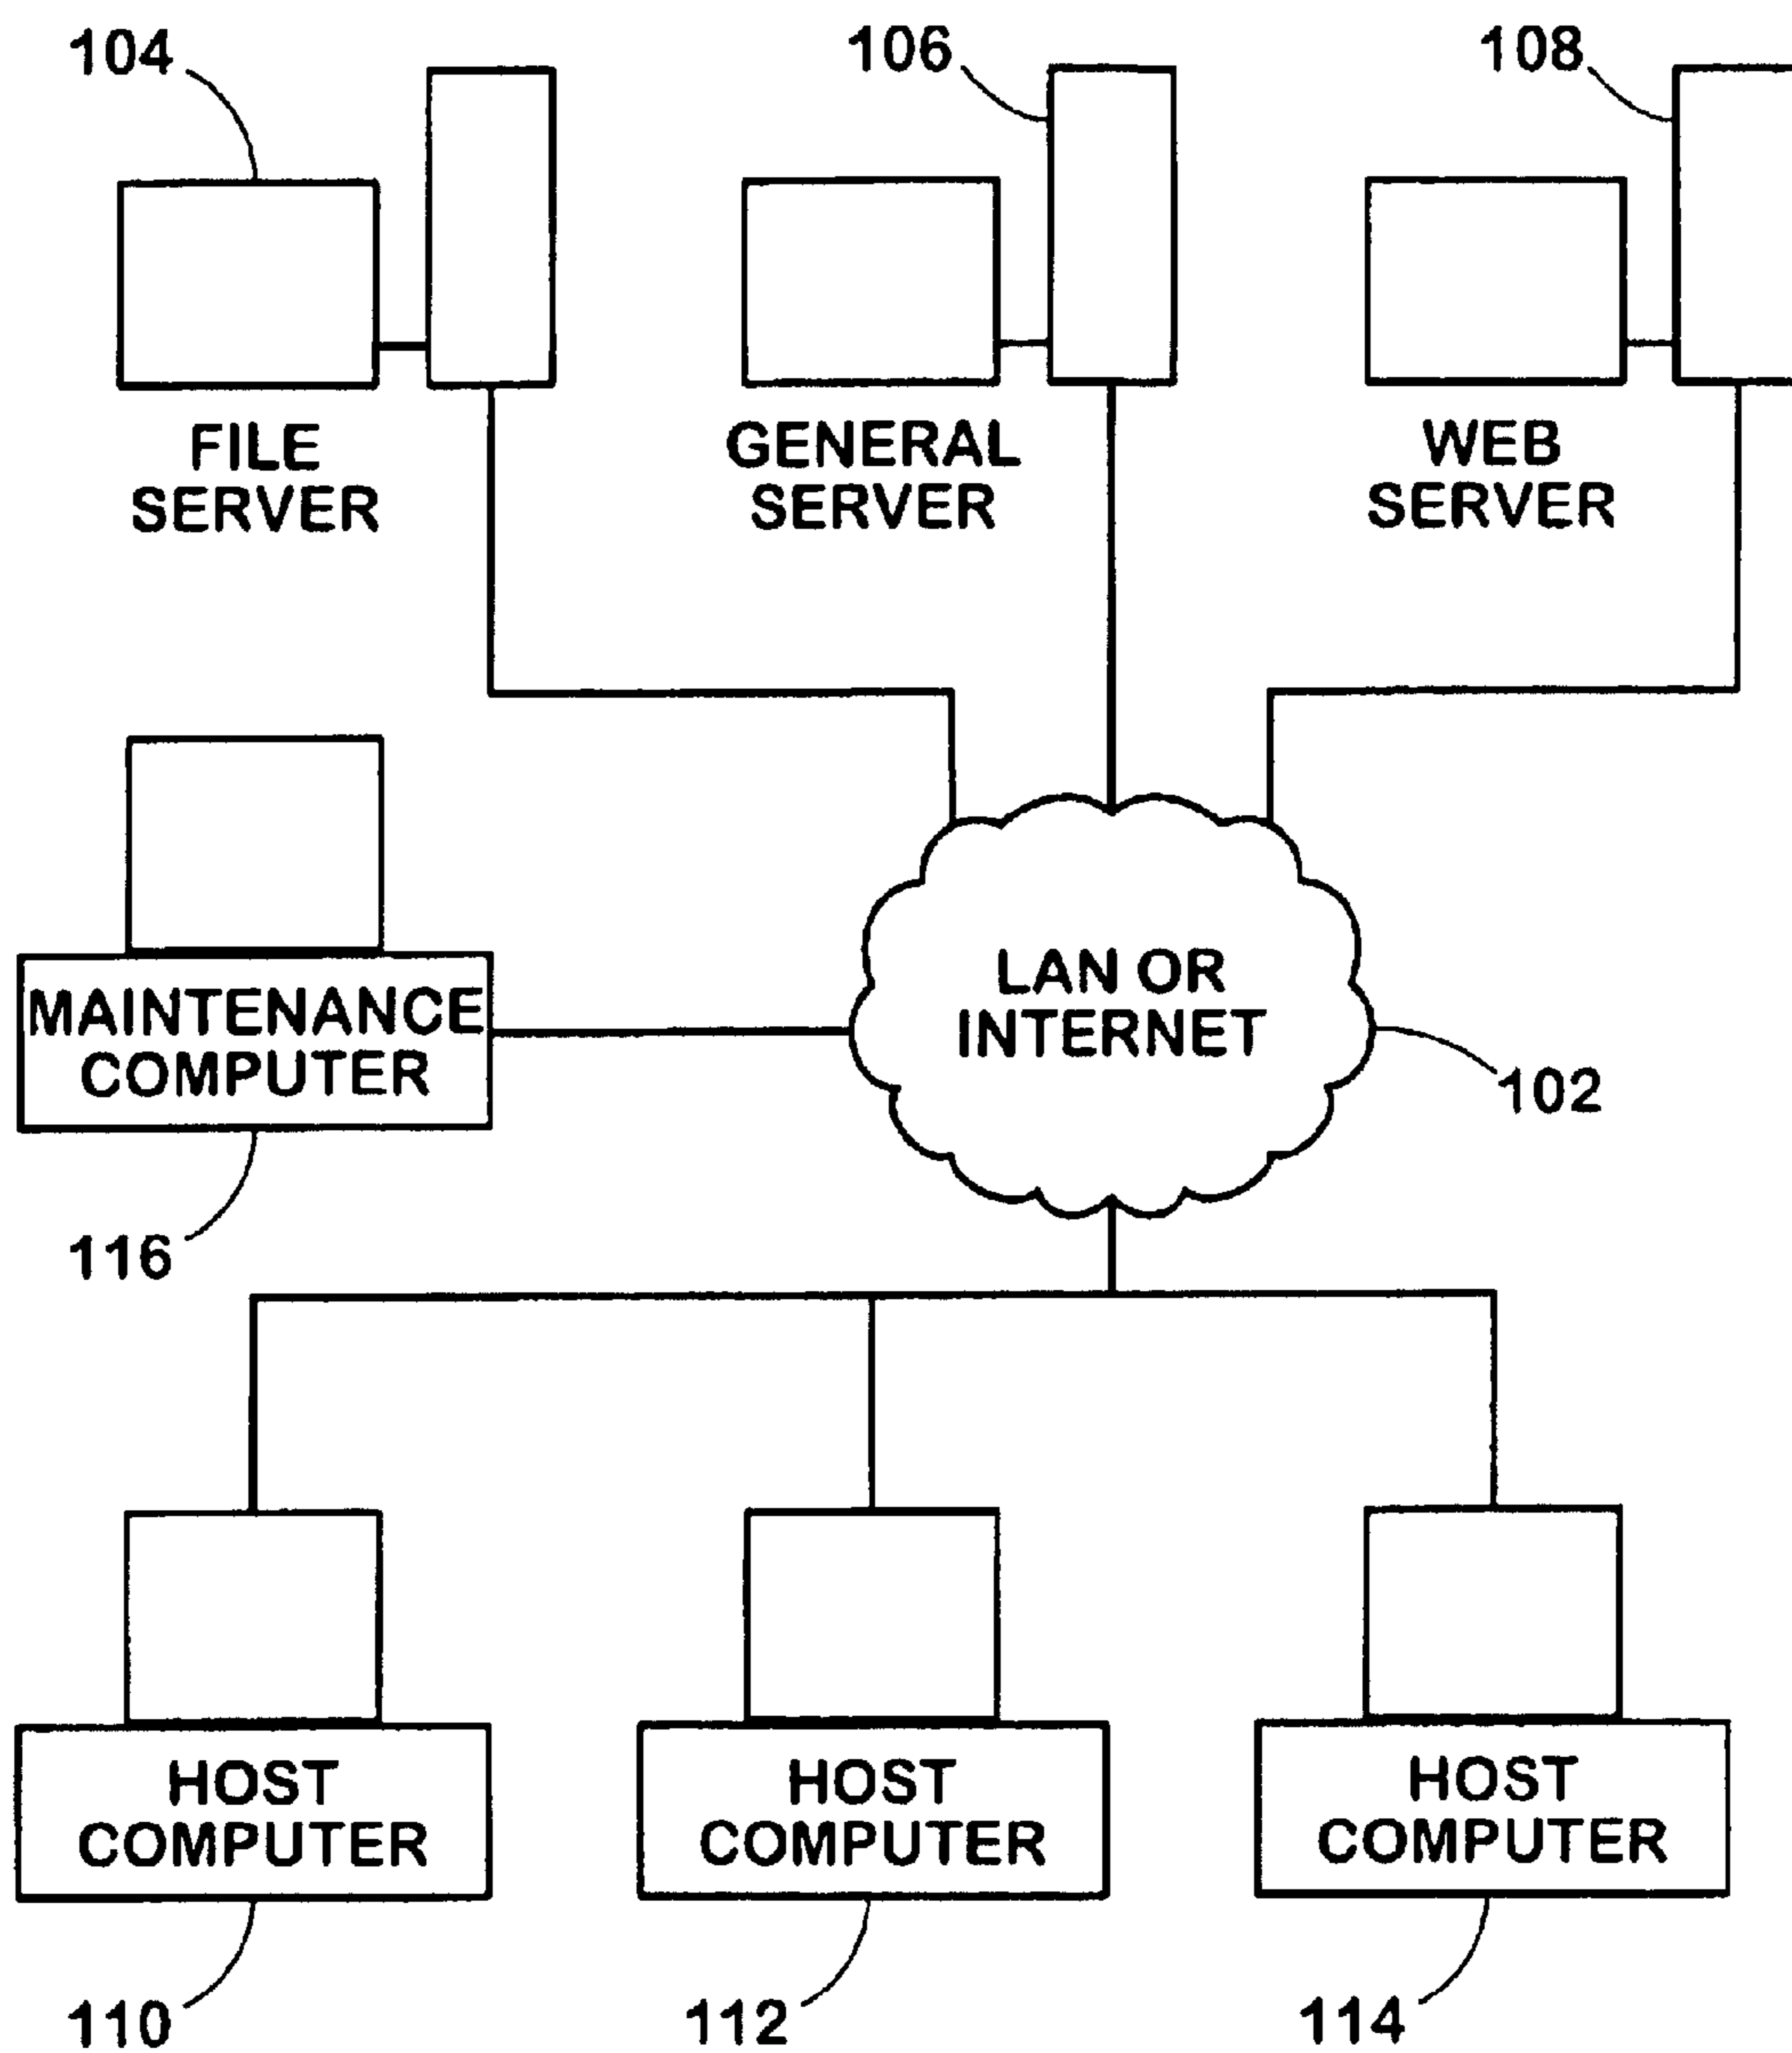 104
106
108
FILE
SERVER
GENERAL
SERVER
WEB
SERVER
LAN OR
INTERNET
MAINTENANCE
COMPUTER
102
116
HOST
COMPUTER
HOST
COMPUTER
HOST
COMPUTER
110
112
114